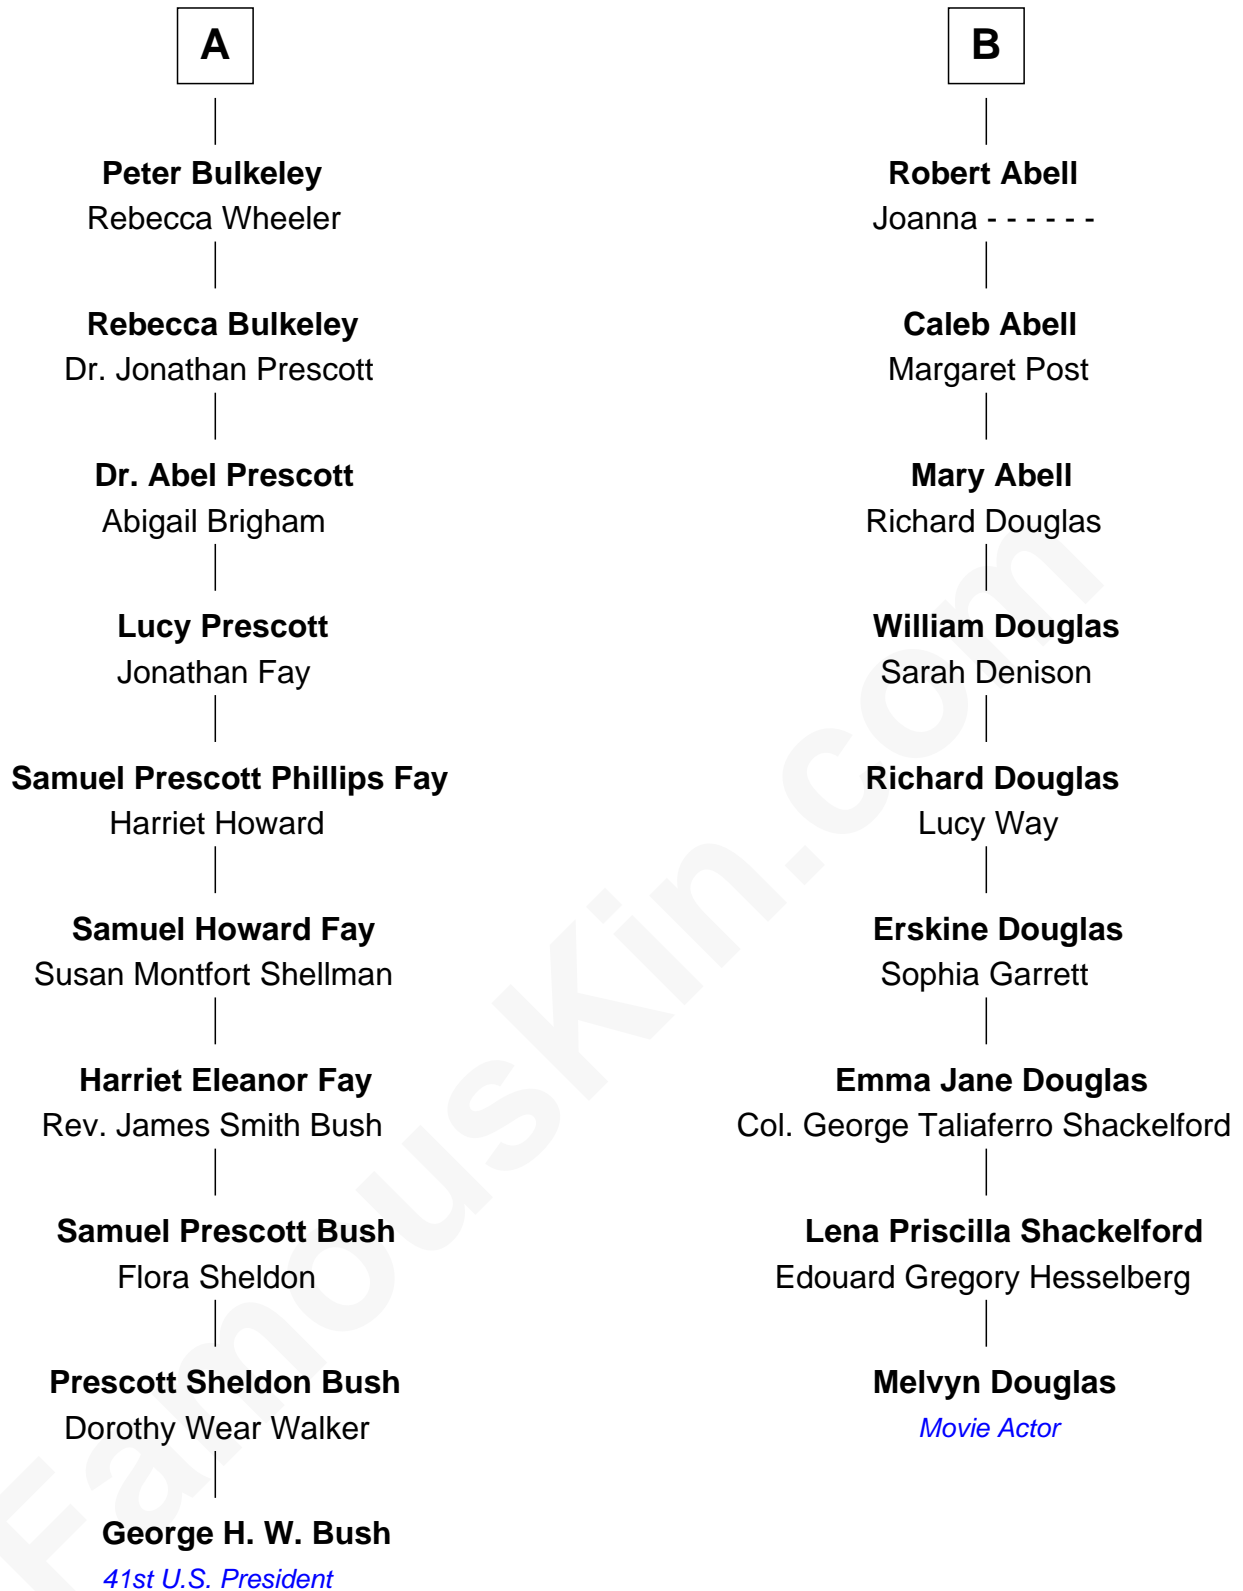 A
Peter Bulkeley
Rebecca Wheeler
Rebecca Bulkeley
Dr. Jonathan Prescott
Dr. Abel Prescott
Abigail Brigham
Lucy Prescott
Jonathan Fay
Samuel Prescott Phillips Fay
Harriet Howard
Samuel Howard Fay
Susan Montfort Shellman
Harriet Eleanor Fay
Rev. James Smith Bush
Samuel Prescott Bush
Flora Sheldon
Prescott Sheldon Bush
Dorothy Wear Walker
George H. W. Bush
41st U.S. President
B
Robert Abell
Joanna - - - - - -
Caleb Abell
Margaret Post
Mary Abell
Richard Douglas
William Douglas
Sarah Denison
Richard Douglas
Lucy Way
Erskine Douglas
Sophia Garrett
Emma Jane Douglas
Col. George Taliaferro Shackelford
Lena Priscilla Shackelford
Edouard Gregory Hesselberg
Melvyn Douglas
Movie Actor
FamousKin.com